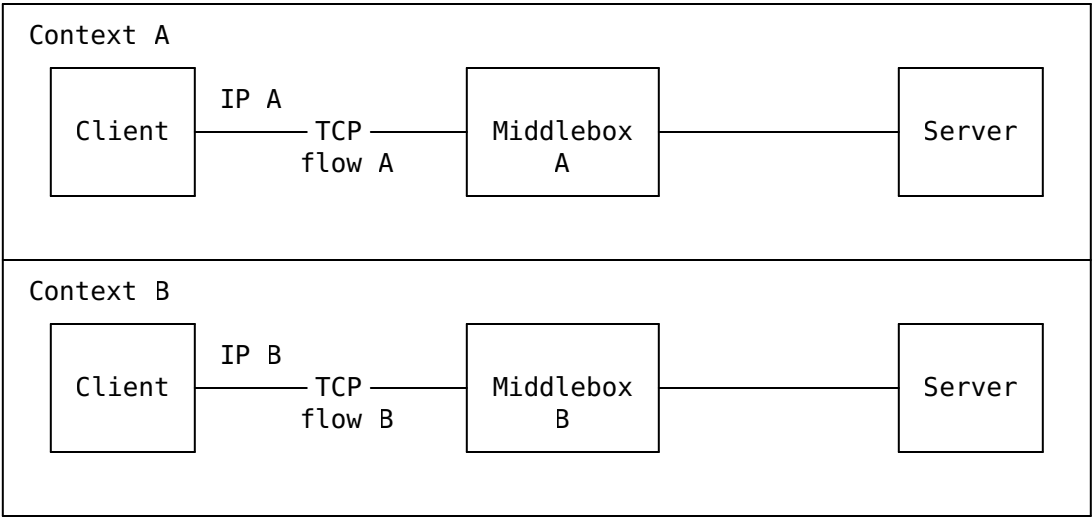 Context A
IP A
Client TCP Middlebox Server
flow A A
Context B
IP B
Client TCP Middlebox Server
flow B B